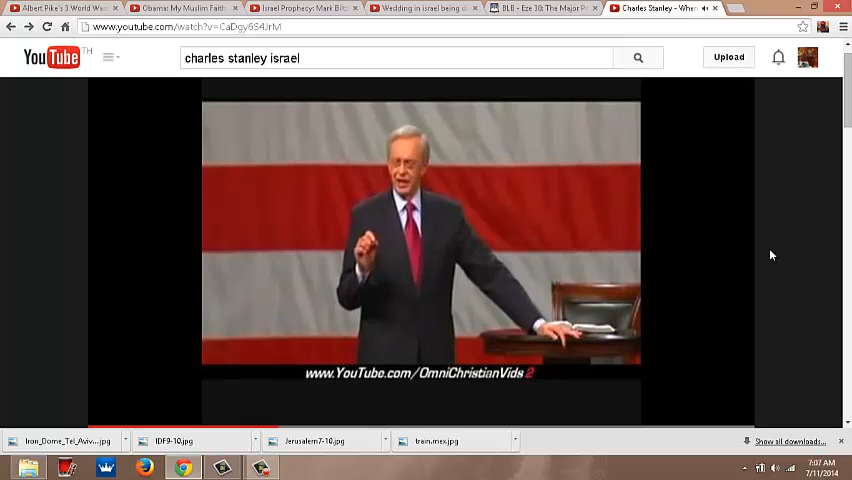 Albert Pike's 3 World Wa
Obama: My Muslim Faith
Israel Prophecy: Mark Bilt
Wedding in israel being d
BLB - Eze 38: The Major P
Charles Stanley - When
www.youtube.com/watch?v=CaDgy6S4JrM
YouTube TH
charles stanley israel
Upload
www.YouTube.com/OmniChristianVids 2
Iron_Dome_Tel_Aviv....jpg
IDF9-10.jpg
Jerusalem7-10.jpg
train.mex.jpg
Show all downloads...
7:07 AM
7/11/2014